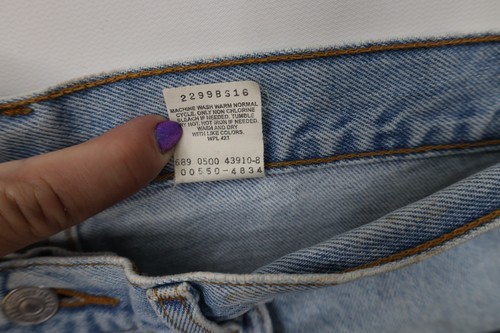 22998S16
MACHINE WASH WARM NORMAL
CYCLE, ONLY NON CHLORINE
BLEACH IF NEEDED. TUMBLE
DRY HOT, HOT IRON IF NEEDED.
WASH AND DRY
WITH LIKE COLORS.
WPL 423
689 0500 43910-8
00550-4834